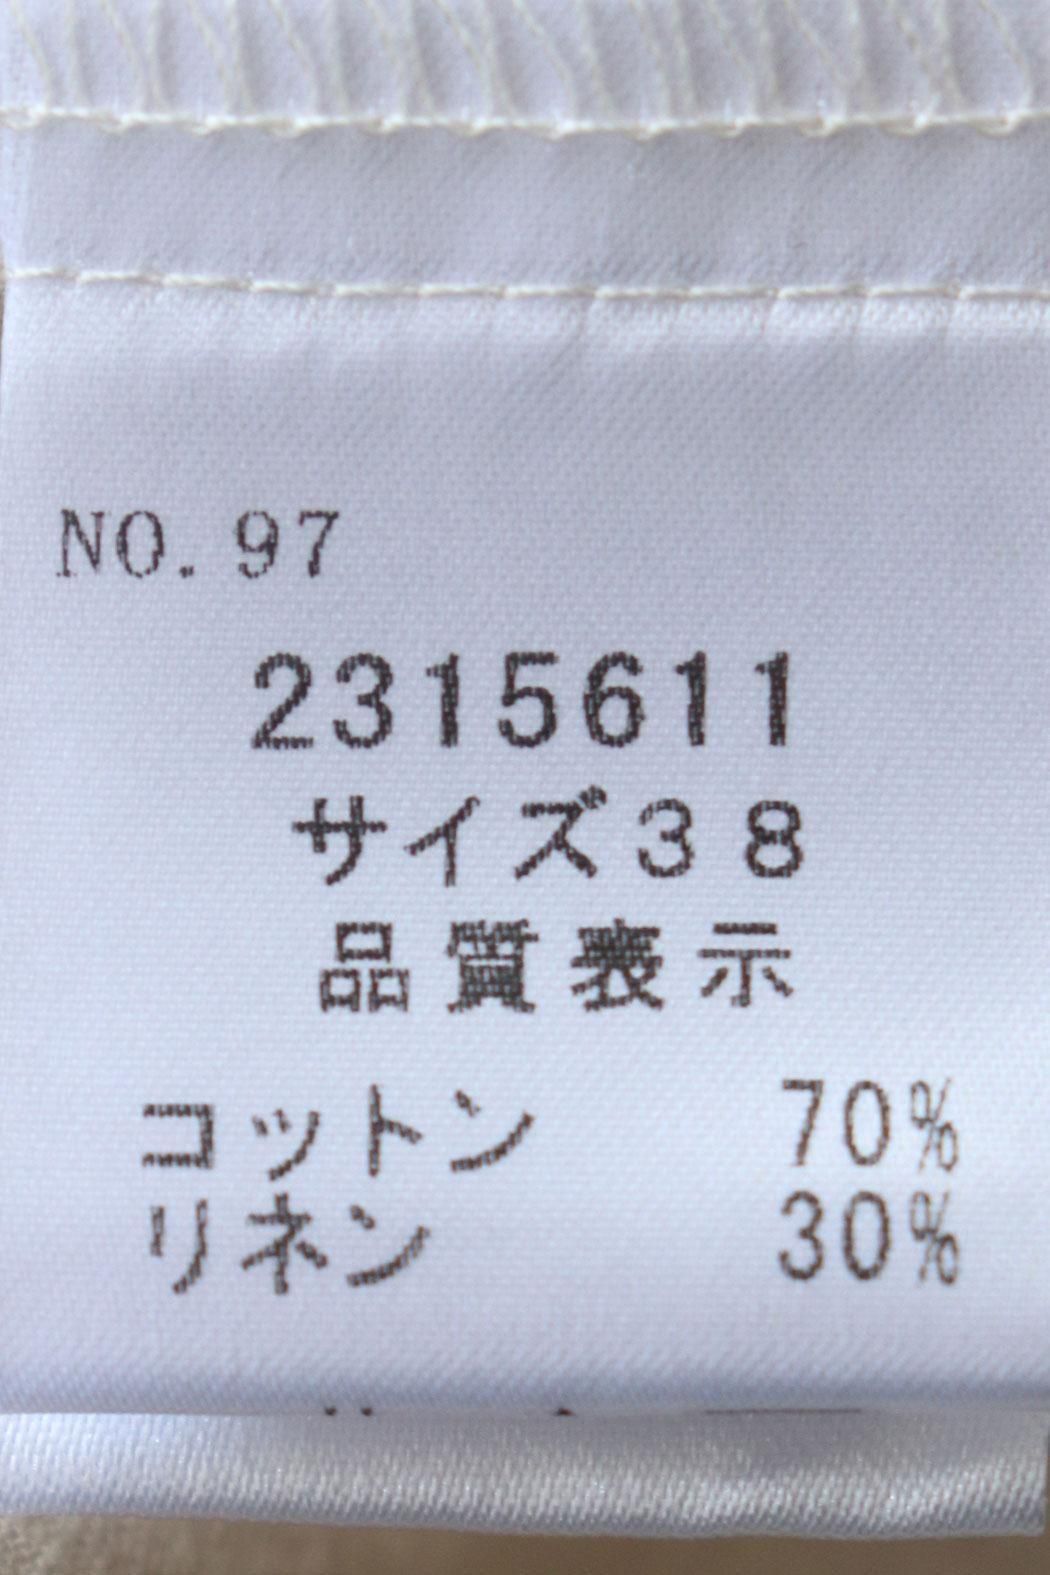 NO. 97
2315611
サイズ３８
品質表示
コットン 70%
リネン 30%